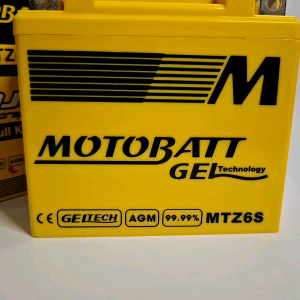 M
MOTOBATT
GEL Technology
CE GELTECH AGM 99.99% MTZ6S